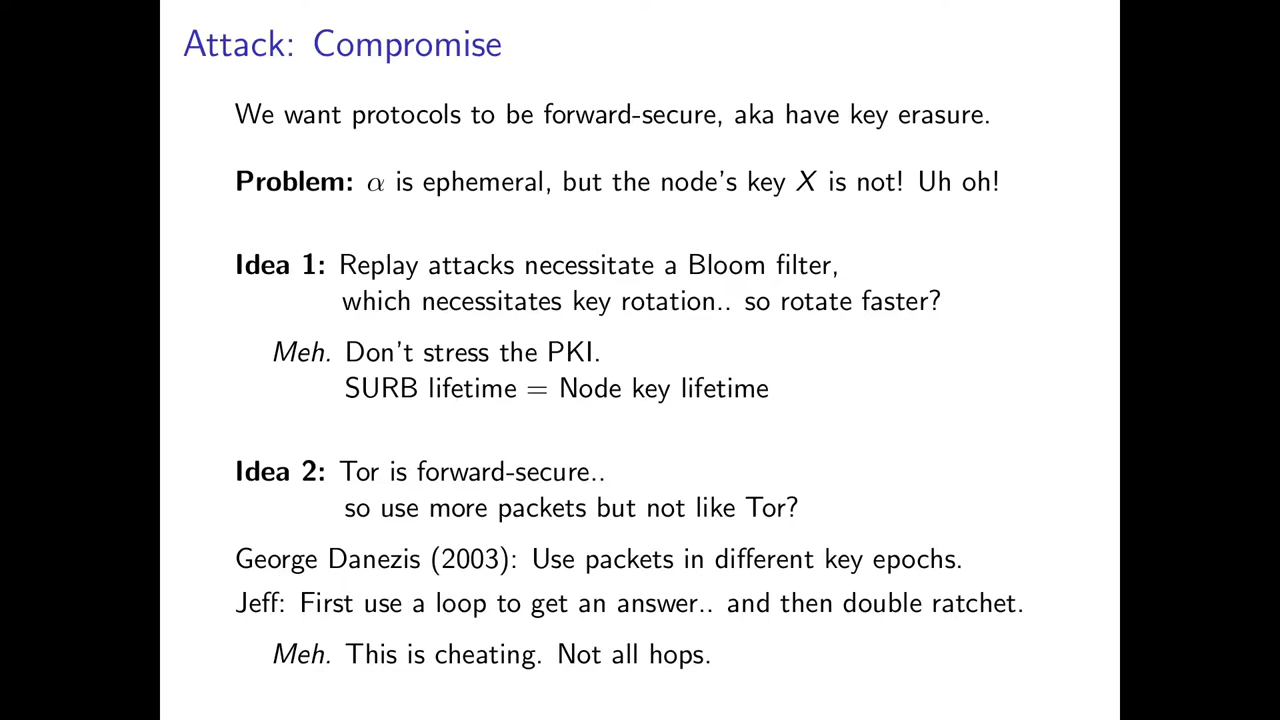 Attack: Compromise
We want protocols to be forward-secure, aka have key erasure.
Problem: α is ephemeral, but the node's key X is not! Uh oh!
Idea 1: Replay attacks necessitate a Bloom filter,
which necessitates key rotation.. so rotate faster?
Meh. Don't stress the PKI.
SURB lifetime = Node key lifetime
Idea 2: Tor is forward-secure..
so use more packets but not like Tor?
George Danezis (2003): Use packets in different key epochs.
Jeff: First use a loop to get an answer.. and then double ratchet.
Meh. This is cheating. Not all hops.